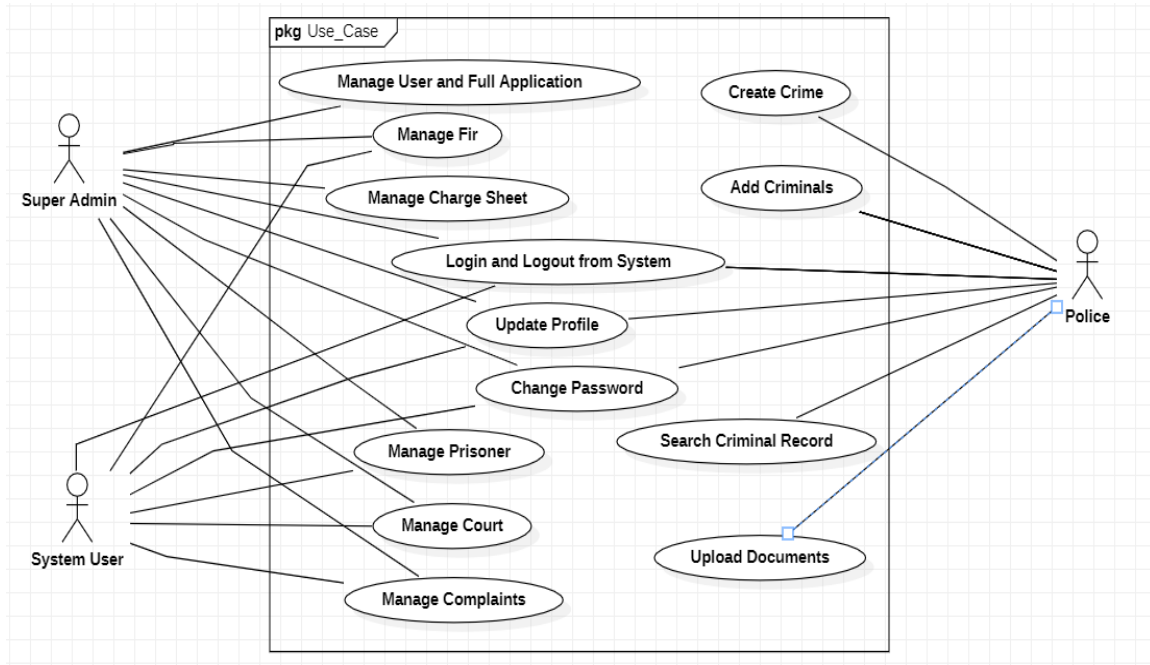 pkg Use_Case
Manage User and Full Application
Create Crime
Manage Fir
Super Admin
Manage Charge Sheet
Add Criminals
Login and Logout from System
Police
Update Profile
Change Password
Search Criminal Record
Manage Prisoner
Manage Court
System User
Upload Documents
Manage Complaints